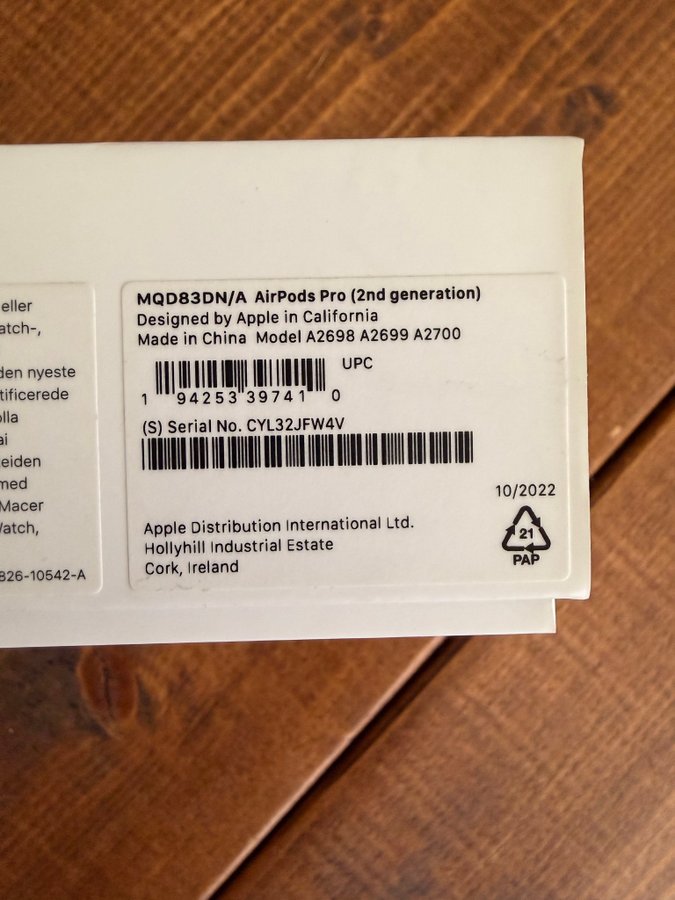 eller
atch-,
den nyeste
tificerede
olla
ai
eiden
med
Macer
Vatch,
826-10542-A
MQD83DN/A AirPods Pro (2nd generation)
Designed by Apple in California
Made in China Model A2698 A2699 A2700
UPC
1 94253 39741 0
(S) Serial No. CYL32JFW4V
10/2022
21
PAP
Apple Distribution International Ltd.
Hollyhill Industrial Estate
Cork, Ireland